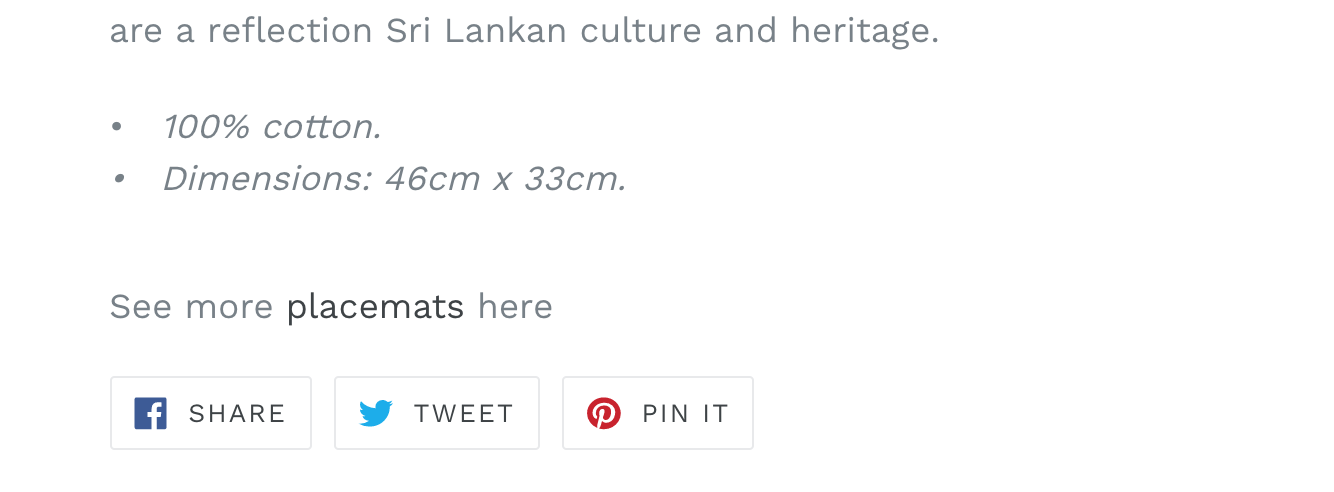 are a reflection Sri Lankan culture and heritage.
• 100% cotton.
• Dimensions: 46cm x 33cm.
See more placemats here
SHARE TWEET PIN IT